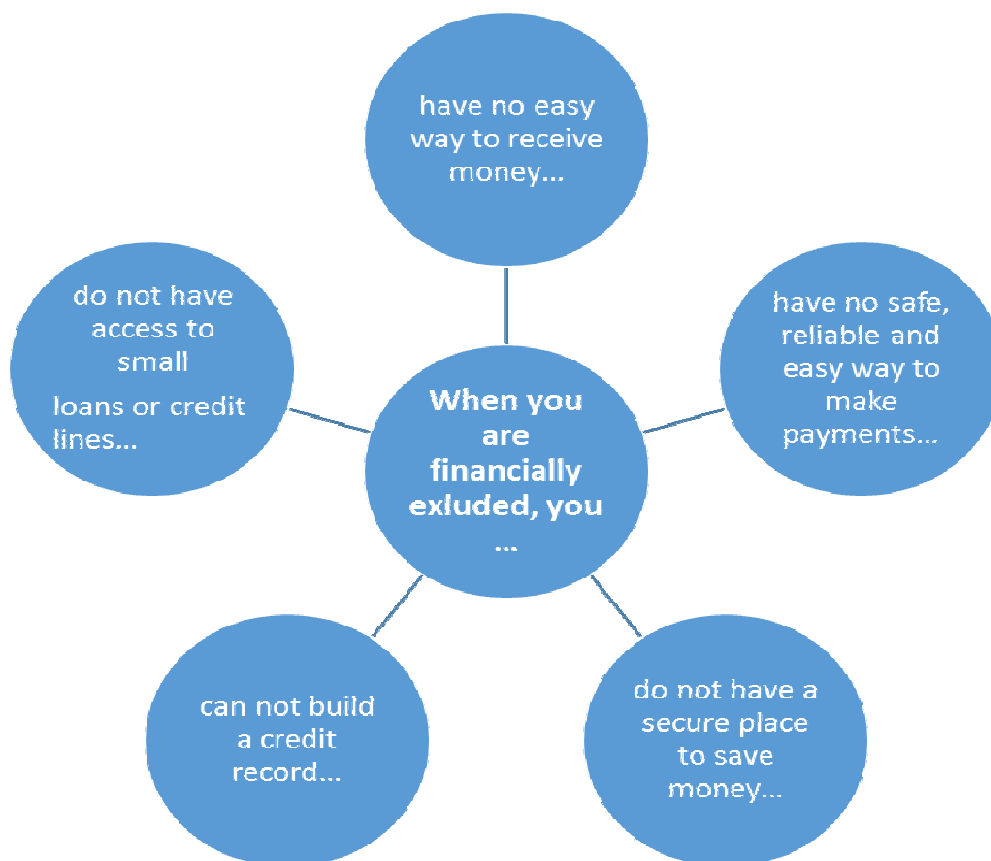 have no easy
way to receive
money...
do not have
access to
small
loans or credit
lines...
have no safe,
reliable and
easy way to
make
payments...
When you
are
financially
exluded, you
...
can not build
a credit
record...
do not have a
secure place
to save
money...